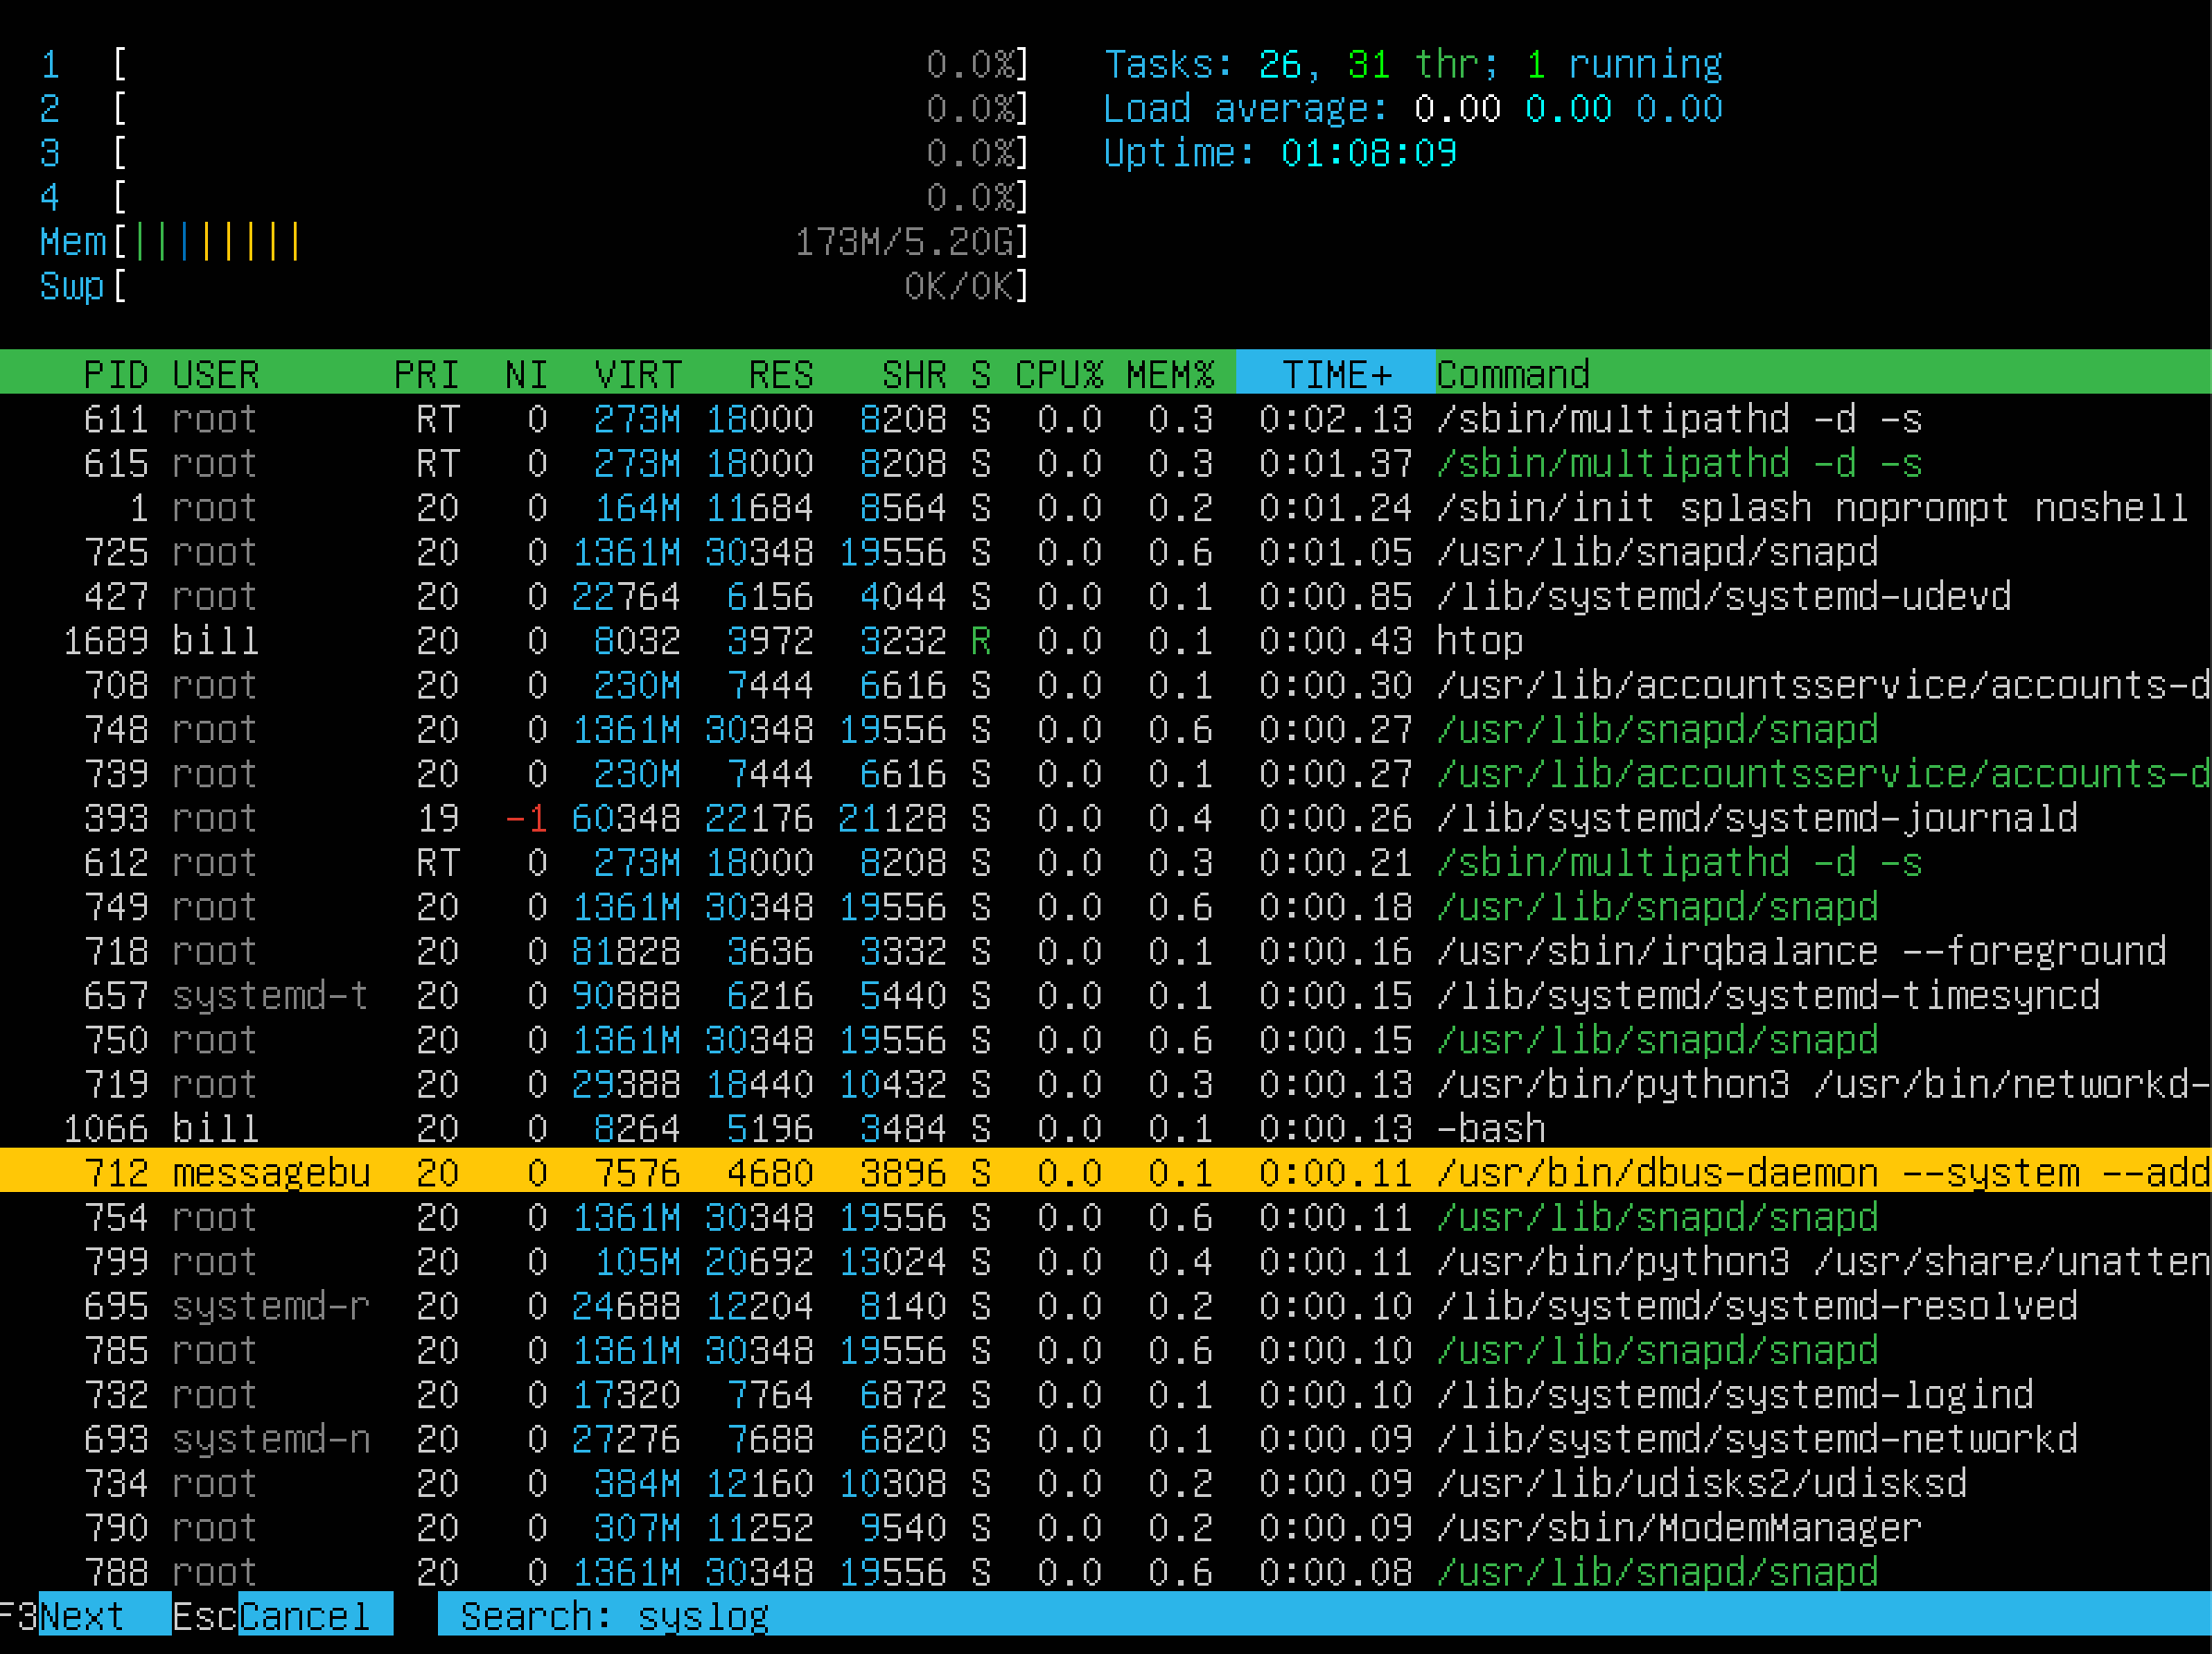 1 [ 0.0%] Tasks: 26, 31 thr; 1 running
2 [ 0.0%] Load average: 0.00 0.00 0.00
3 [ 0.0%] Uptime: 01:08:09
4 [ 0.0%]
Mem[|||||||| 173M/5.20G]
Swp[ 0K/0K]
PID USER PRI NI VIRT RES SHR S CPU% MEM% TIME+ Command
611 root RT 0 273M 18000 8208 S 0.0 0.3 0:02.13 /sbin/multipathd -d -s
615 root RT 0 273M 18000 8208 S 0.0 0.3 0:01.37 /sbin/multipathd -d -s
1 root 20 0 164M 11684 8564 S 0.0 0.2 0:01.24 /sbin/init splash noprompt noshell
725 root 20 0 1361M 30348 19556 S 0.0 0.6 0:01.05 /usr/lib/snapd/snapd
427 root 20 0 22764 6156 4044 S 0.0 0.1 0:00.85 /lib/systemd/systemd-udevd
1689 bill 20 0 8032 3972 3232 R 0.0 0.1 0:00.43 htop
708 root 20 0 230M 7444 6616 S 0.0 0.1 0:00.30 /usr/lib/accountsservice/accounts-d
748 root 20 0 1361M 30348 19556 S 0.0 0.6 0:00.27 /usr/lib/snapd/snapd
739 root 20 0 230M 7444 6616 S 0.0 0.1 0:00.27 /usr/lib/accountsservice/accounts-d
393 root 19 -1 60348 22176 21128 S 0.0 0.4 0:00.26 /lib/systemd/systemd-journald
612 root RT 0 273M 18000 8208 S 0.0 0.3 0:00.21 /sbin/multipathd -d -s
749 root 20 0 1361M 30348 19556 S 0.0 0.6 0:00.18 /usr/lib/snapd/snapd
718 root 20 0 81828 3636 3332 S 0.0 0.1 0:00.16 /usr/sbin/irqbalance --foreground
657 systemd-t 20 0 90888 6216 5440 S 0.0 0.1 0:00.15 /lib/systemd/systemd-timesyncd
750 root 20 0 1361M 30348 19556 S 0.0 0.6 0:00.15 /usr/lib/snapd/snapd
719 root 20 0 29388 18440 10432 S 0.0 0.3 0:00.13 /usr/bin/python3 /usr/bin/networkd-
1066 bill 20 0 8264 5196 3484 S 0.0 0.1 0:00.13 -bash
712 messagebu 20 0 7576 4680 3896 S 0.0 0.1 0:00.11 /usr/bin/dbus-daemon --system --add
754 root 20 0 1361M 30348 19556 S 0.0 0.6 0:00.11 /usr/lib/snapd/snapd
799 root 20 0 105M 20692 13024 S 0.0 0.4 0:00.11 /usr/bin/python3 /usr/share/unatten
695 systemd-r 20 0 24688 12204 8140 S 0.0 0.2 0:00.10 /lib/systemd/systemd-resolved
785 root 20 0 1361M 30348 19556 S 0.0 0.6 0:00.10 /usr/lib/snapd/snapd
732 root 20 0 17320 7764 6872 S 0.0 0.1 0:00.10 /lib/systemd/systemd-logind
693 systemd-n 20 0 27276 7688 6820 S 0.0 0.1 0:00.09 /lib/systemd/systemd-networkd
734 root 20 0 384M 12160 10308 S 0.0 0.2 0:00.09 /usr/lib/udisks2/udisksd
790 root 20 0 307M 11252 9540 S 0.0 0.2 0:00.09 /usr/sbin/ModemManager
788 root 20 0 1361M 30348 19556 S 0.0 0.6 0:00.08 /usr/lib/snapd/snapd
F3Next EscCancel Search: syslog